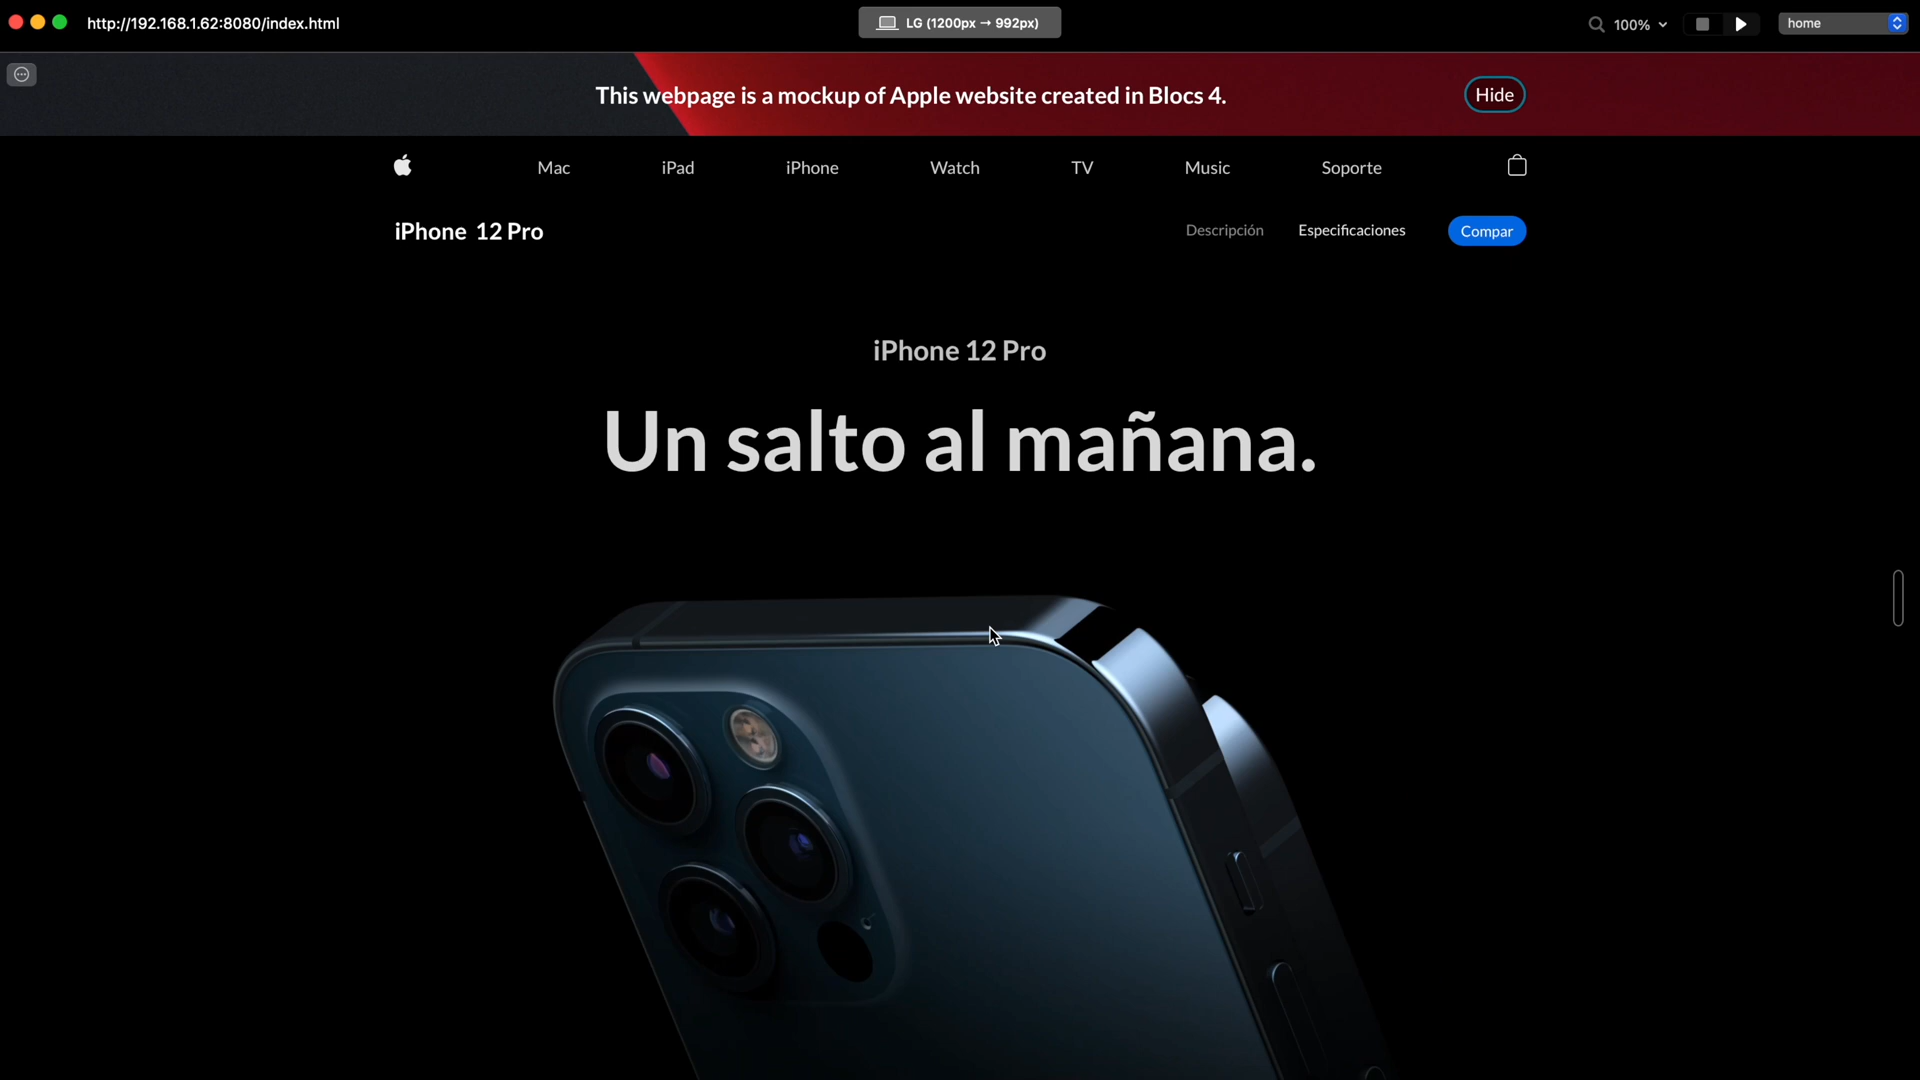 http://192.168.1.62:8080/index.html
LG (1200px → 992px)
100%
home
This webpage is a mockup of Apple website created in Blocs 4.
Hide
Mac iPad iPhone Watch TV Music Soporte
iPhone 12 Pro
Descripción Especificaciones Compar
iPhone 12 Pro
Un salto al mañana.